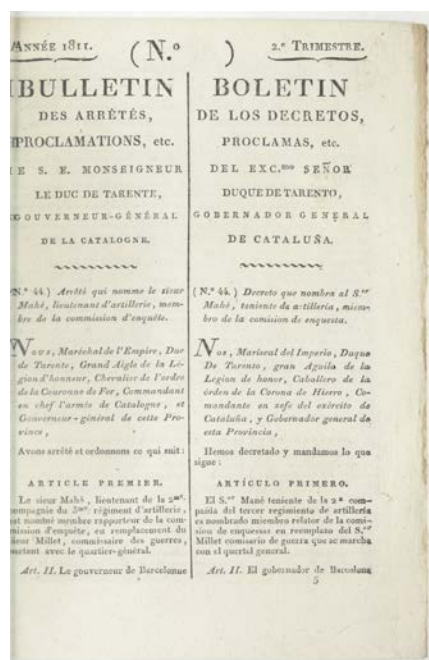 ANNÉE 1811.
(N.º )
2.e TRIMESTRE.
BULLETIN
DES ARRÊTÉS,
PROCLAMATIONS, etc.
DE S. E. MONSEIGNEUR
LE DUC DE TARENTE,
GOUVERNEUR-GÉNÉRAL
DE LA CATALOGNE.
(N.º 44.) Arrêté qui nomme le sieur
Mahé, lieutenant d'artillerie, mem-
bre de la commission d'enquête.
Nous, Maréchal de l'Empire, Duc
de Tarente, Grand Aigle de la Lé-
gion d'honneur, Chevalier de l'ordre
de la Couronne de Fer, Commandant
en chef l'armée de Catalogne, et
Gouverneur-général de cette Pro-
vince,
Avons arrêté et ordonnons ce qui suit:
ARTICLE PREMIER.
Le sieur Mahé, lieutenant de la 2me.
compagnie du 3me. régiment d'artillerie,
est nommé membre rapporteur de la com-
mission d'enquête, en remplacement du
sieur Millet, commissaire des guerres,
partant avec le quartier-général.
Art. II. Le gouverneur de Barcelonne
BOLETIN
DE LOS DECRETOS,
PROCLAMAS, etc.
DEL EXC.mo SEÑOR
DUQUE DE TARENTO,
GOBERNADOR GENERAL
DE CATALUÑA.
(N.º 44.) Decreto que nombra al S.or
Mahé, teniente da artillería, miem-
bro de la comision de enquesta.
Nos, Mariscal del Imperio, Duque
De Tarento, gran Aguila de la
Legion de honor, Caballero de la
órden de la Corona de Hierro, Co-
mandante en xefe del exército de
Cataluña, y Gobernador general de
esta Provincia,
Hemos decretado y mandamos lo que
sigue:
ARTÍCULO PRIMERO.
El S.or Mané teniente de la 2.a com-
pañía del tercer regimiento de artillería
es nombrado miembro relator de la comi-
sion de enquesas en reemplazo del S.or
Millet comisario de guerra que se marcha
con el quartel general.
Art. II. El gobernador de Barcelona
5